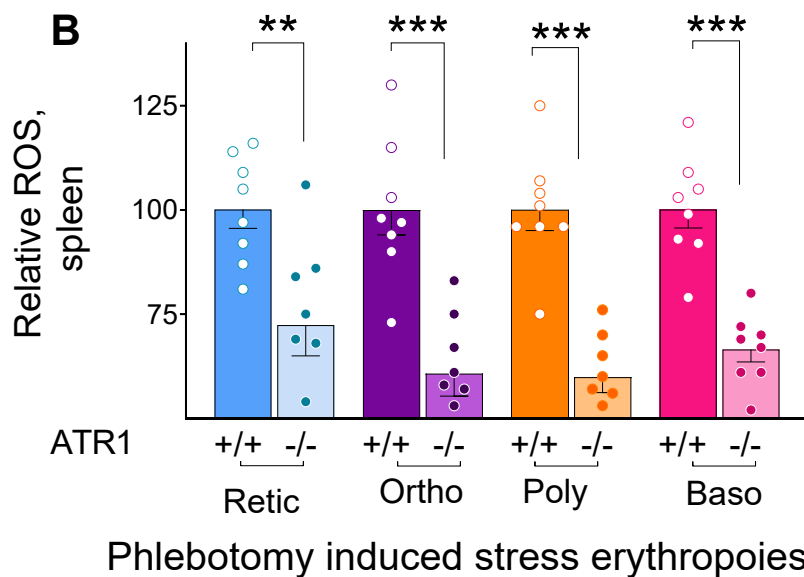 B
** *** *** ***
Relative ROS,
spleen
125
100
75
ATR1 +/+ -/- +/+ -/- +/+ -/- +/+ -/-
Retic Ortho Poly Baso
Phlebotomy induced stress erythropoies